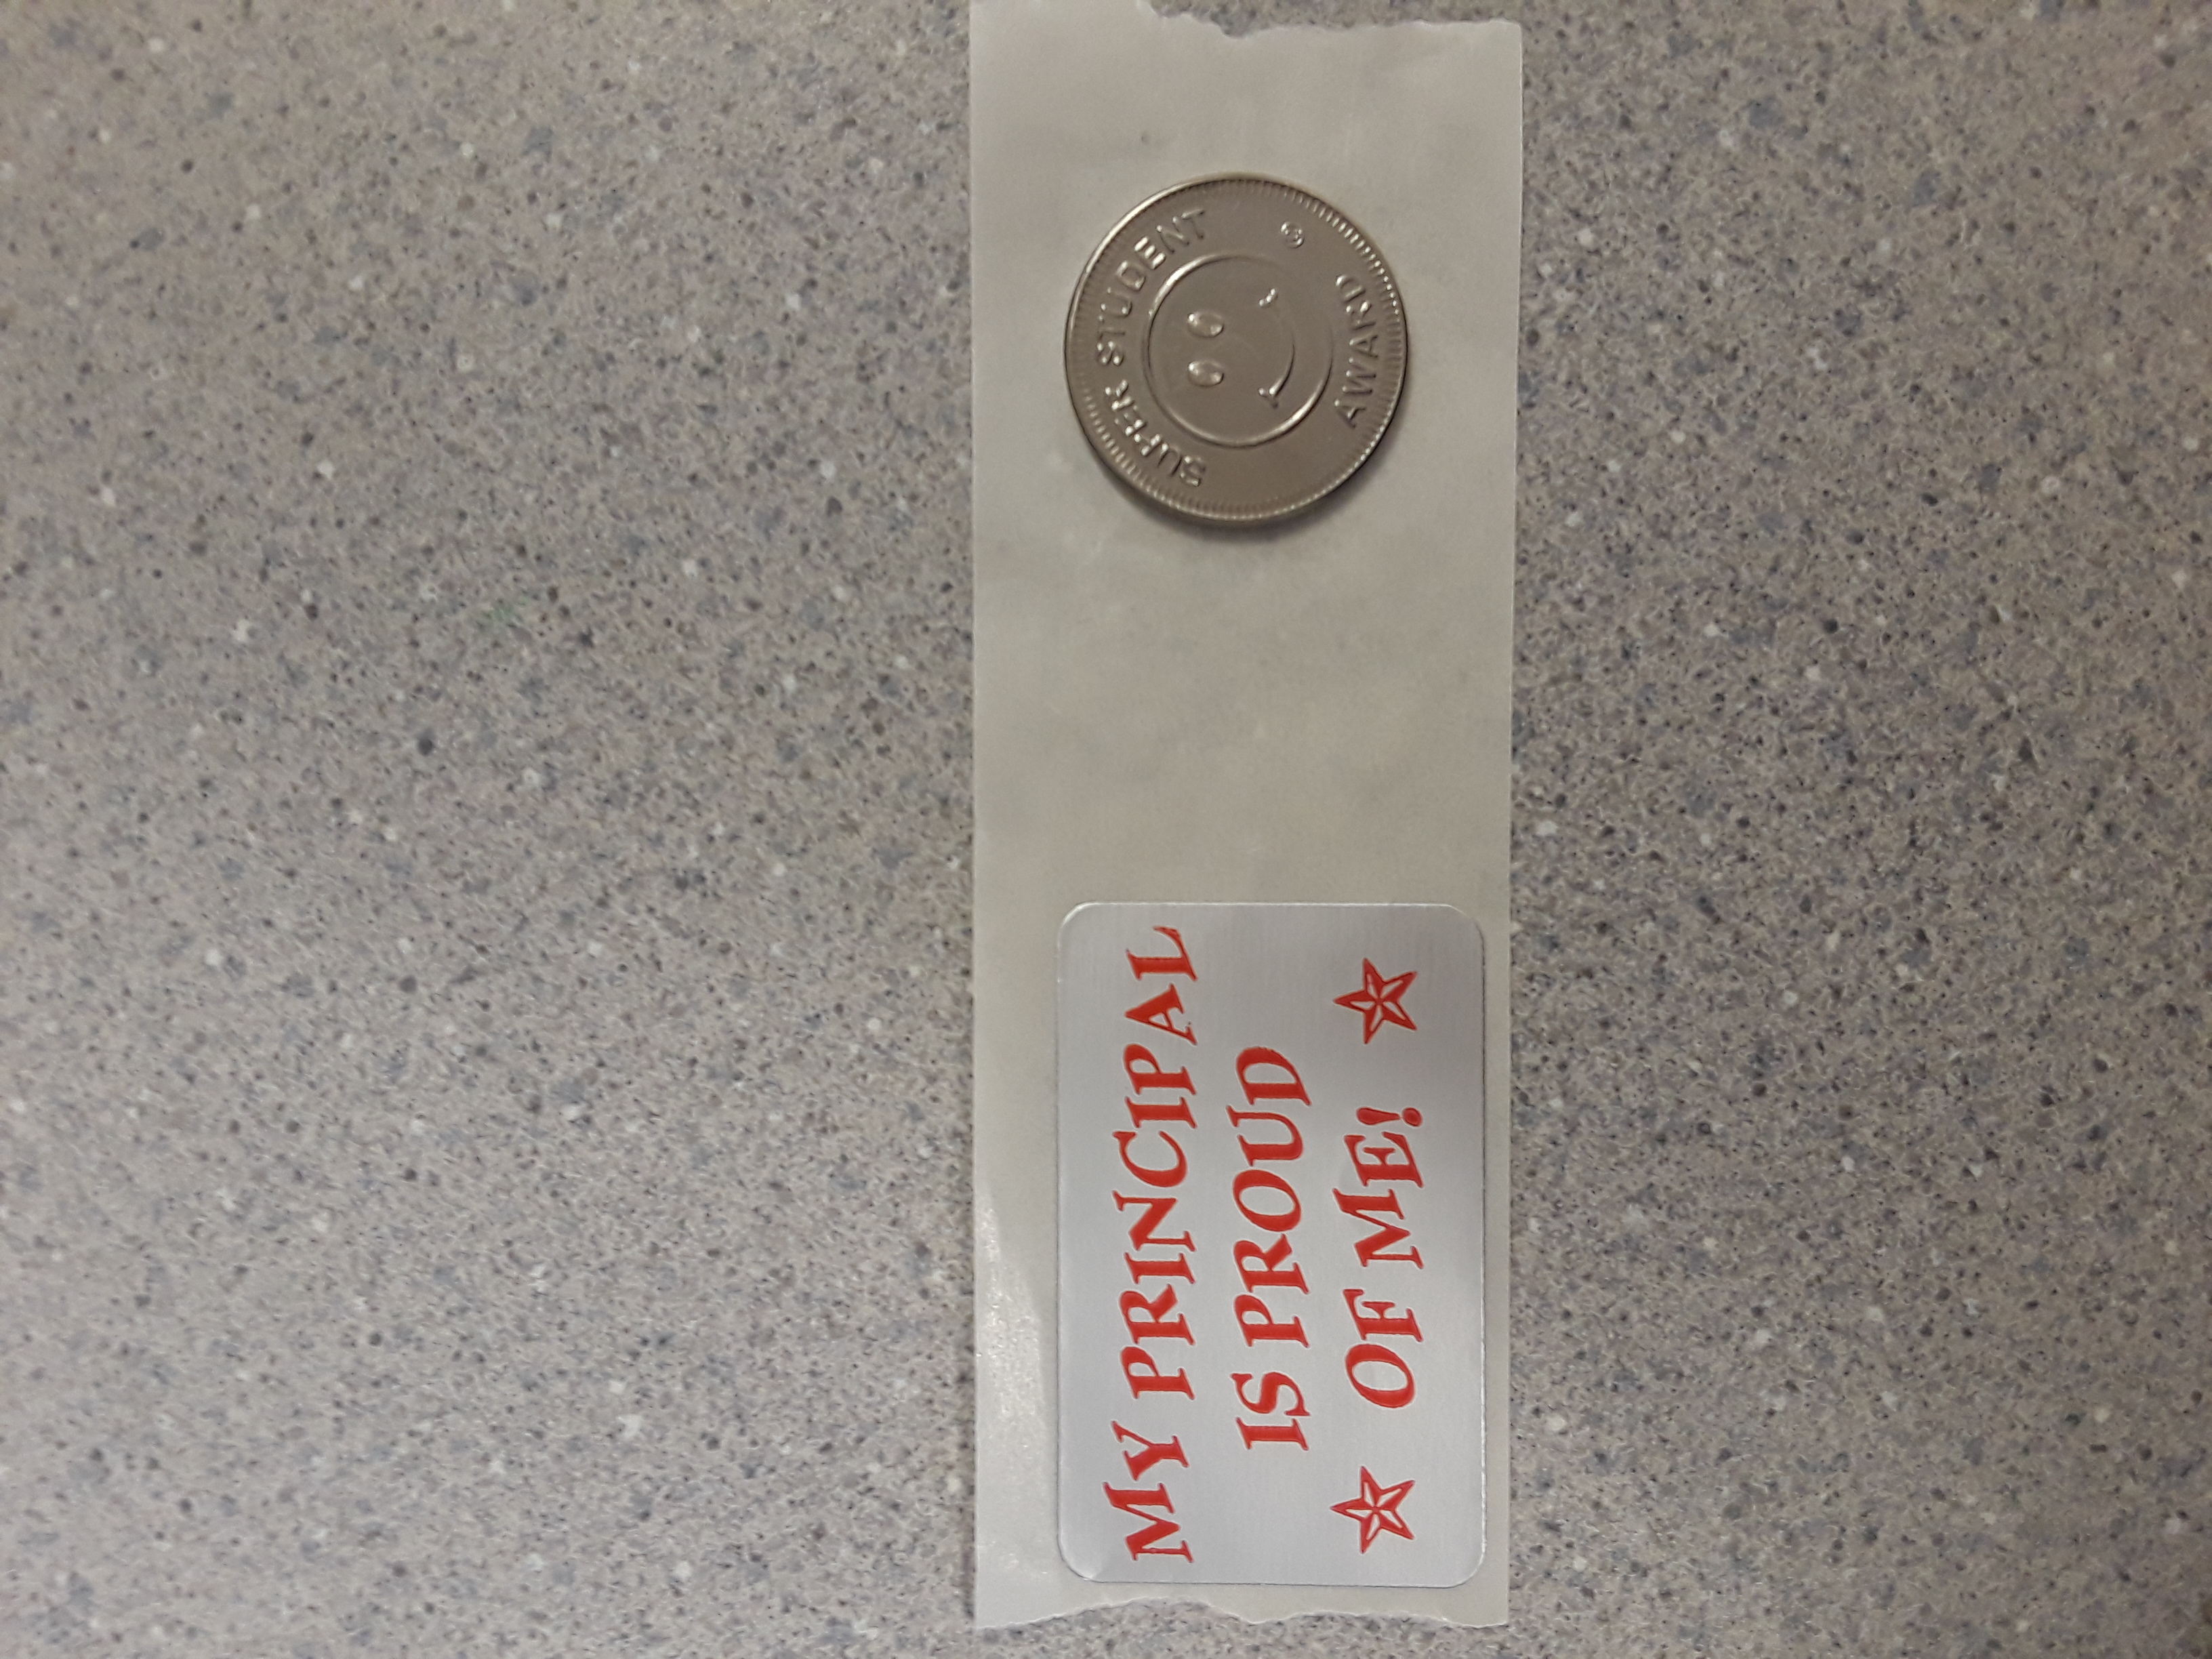 MY PRINCIPAL
IS PROUD
OF ME!
SUPER STUDENT
AWARD